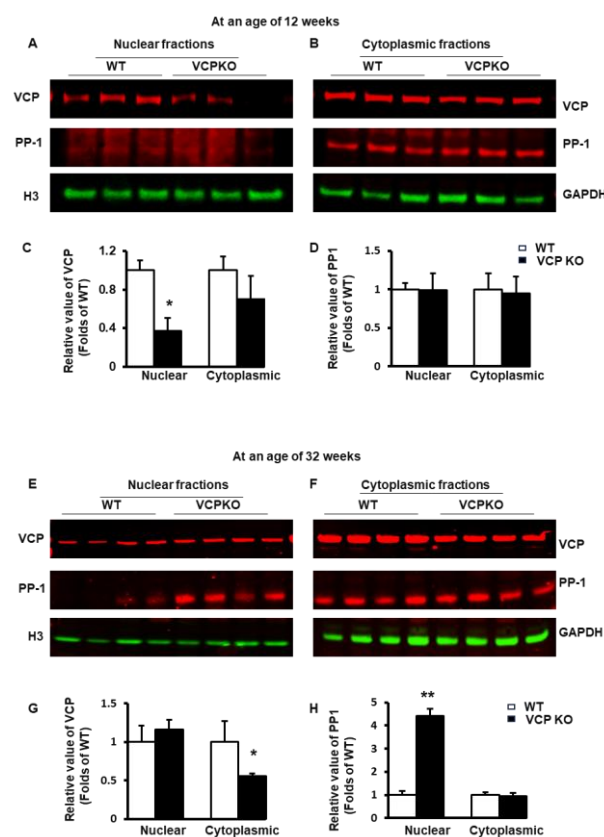 At an age of 12 weeks
A Nuclear fractions
B Cytoplasmic fractions
WT VCPKO
WT VCPKO
VCP
VCP
PP-1
PP-1
H3
GAPDH
C
Relative value of VCP
(Folds of WT)
1.2
0.8
0.4
0
*
Nuclear Cytoplasmic
D
Relative value of PP1
(Folds of WT)
1.5
1
0.5
0
WT
VCP KO
Nuclear Cytoplasmic
At an age of 32 weeks
E Nuclear fractions
F Cytoplasmic fractions
WT VCPKO
WT VCPKO
VCP
VCP
PP-1
PP-1
H3
GAPDH
G
Relative value of VCP
(Folds of WT)
1.5
1
0.5
0
*
Nuclear Cytoplasmic
H
Relative value of PP1
(Folds of WT)
5
4
3
2
1
0
**
WT
VCP KO
Nuclear Cytoplasmic